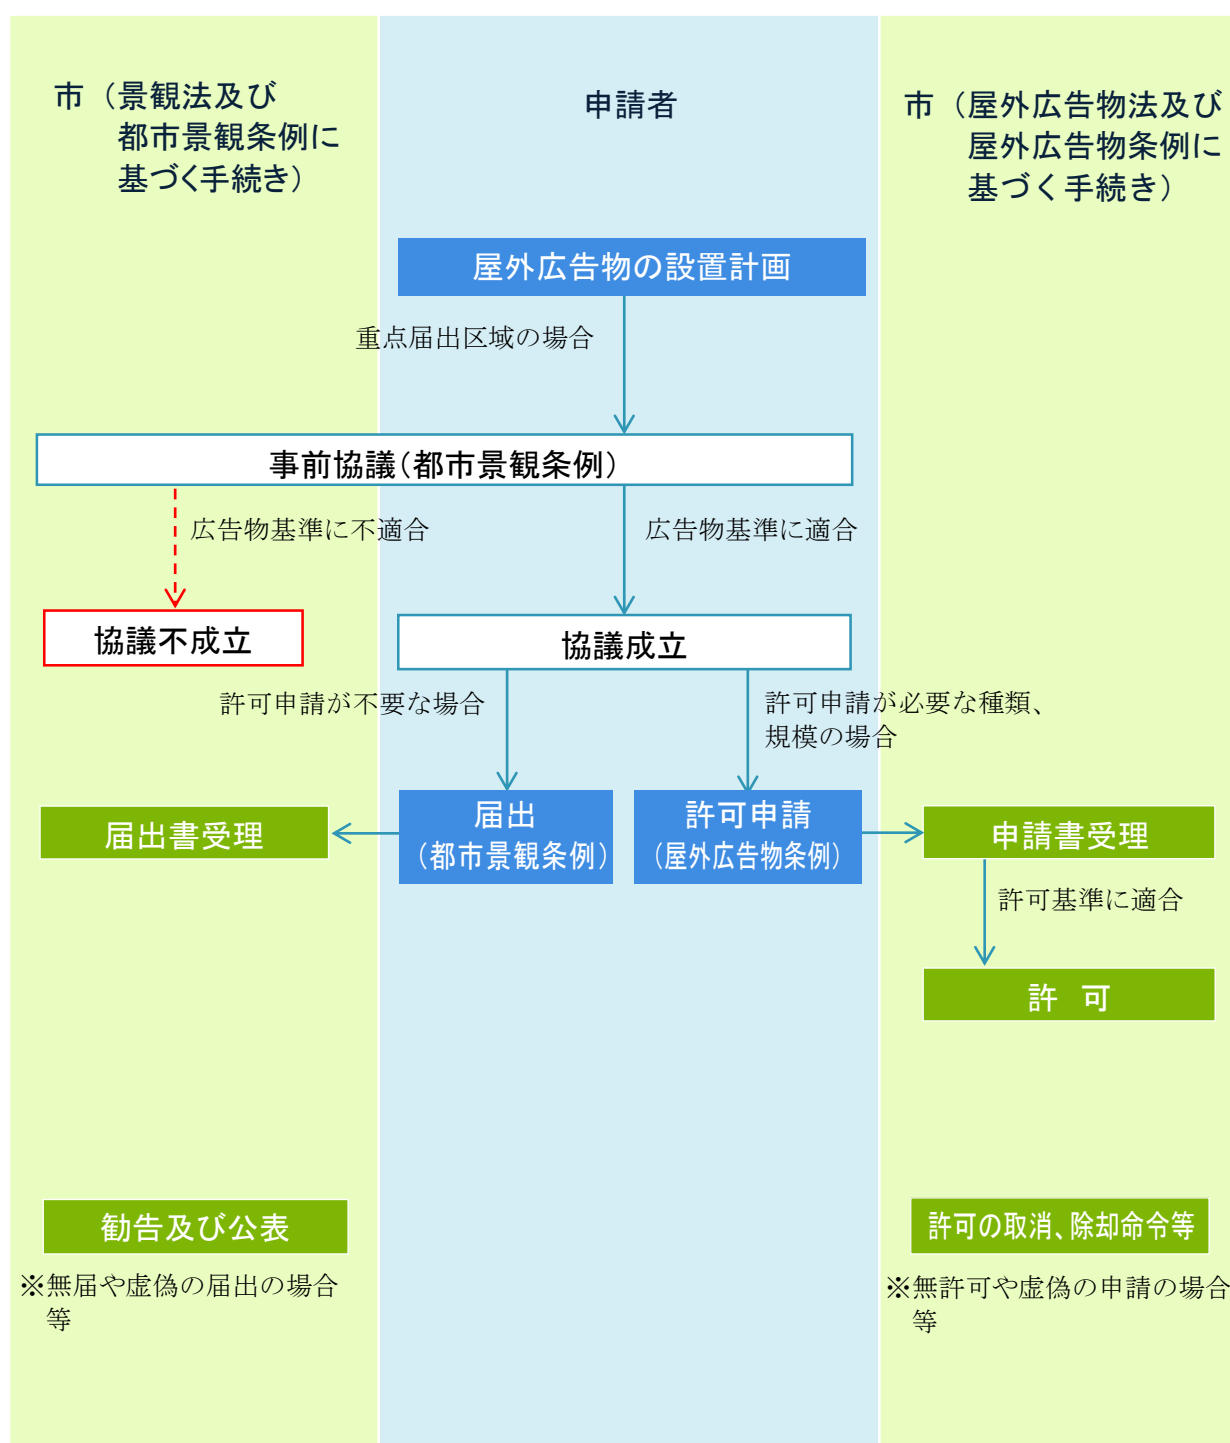 市（景観法及び
都市景観条例に
基づく手続き）
申請者
市（屋外広告物法及び
屋外広告物条例に
基づく手続き）
屋外広告物の設置計画
重点届出区域の場合
事前協議（都市景観条例）
広告物基準に不適合
広告物基準に適合
協議不成立
協議成立
許可申請が不要な場合
許可申請が必要な種類、
規模の場合
届出書受理
届出
（都市景観条例）
許可申請
（屋外広告物条例）
申請書受理
許可基準に適合
許　可
勧告及び公表
※無届や虚偽の届出の場合
等
許可の取消、除却命令等
※無許可や虚偽の申請の場合
等